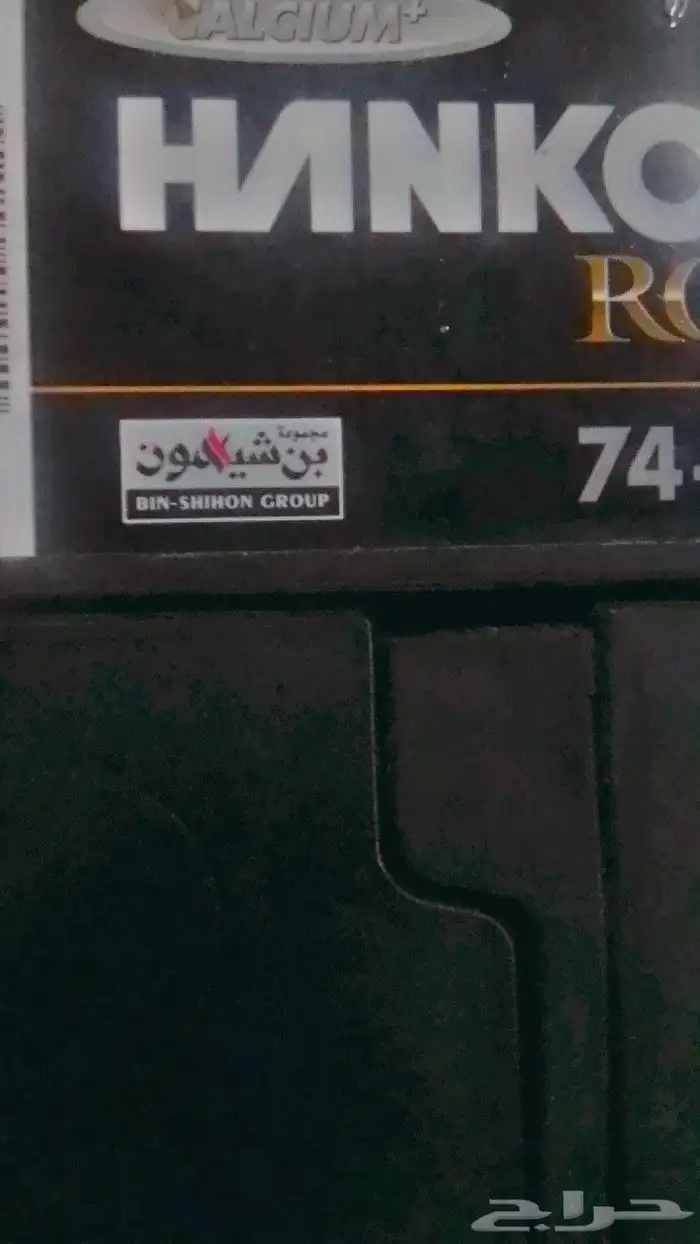 CALCIUM+
HANKO
RO
مجموعة
بن شيهون
BIN-SHIHON GROUP
74-
حراج